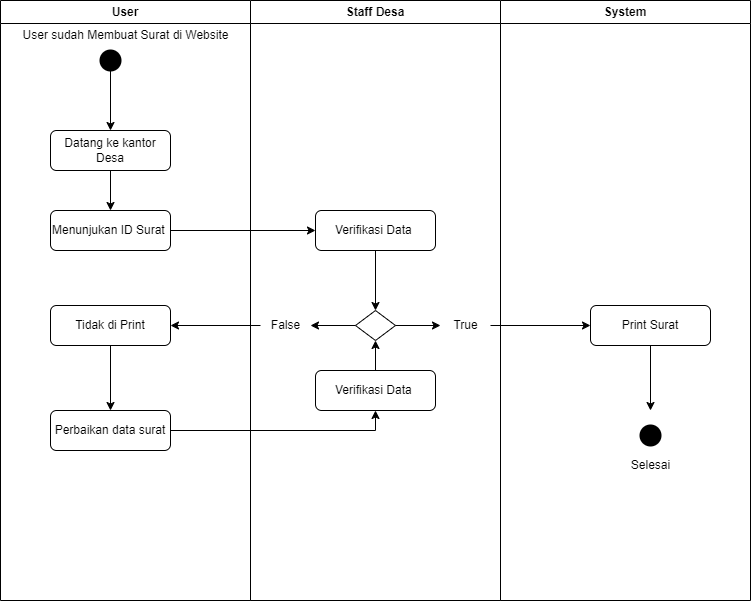 User
Staff Desa
System
User sudah Membuat Surat di Website
Datang ke kantor
Desa
Menunjukan ID Surat
Verifikasi Data
Tidak di Print
False
True
Print Surat
Verifikasi Data
Perbaikan data surat
Selesai